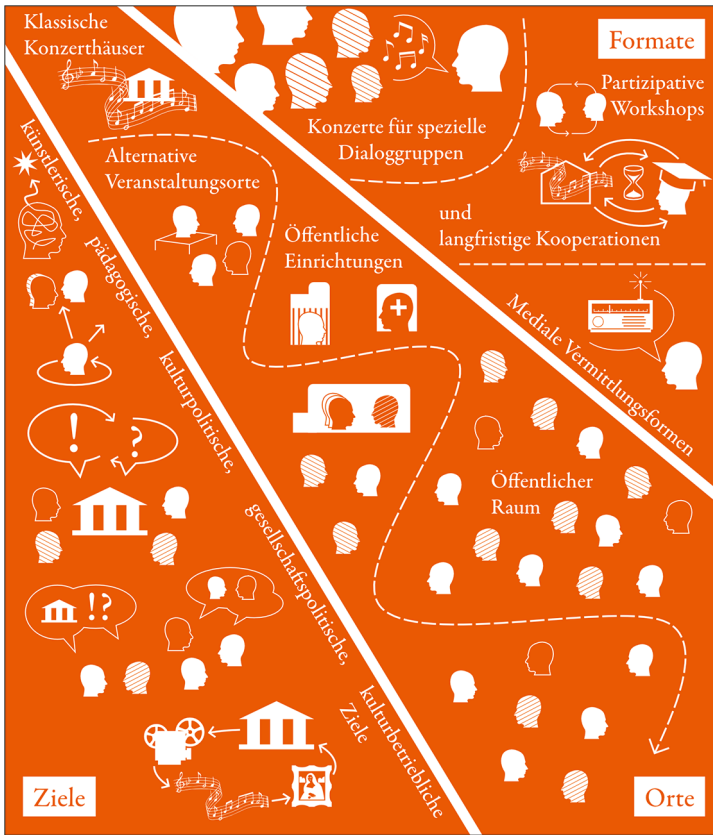 Klassische
Konzerthäuser
Formate
Partizipative
Workshops
Konzerte für spezielle
Dialoggruppen
Alternative
Veranstaltungsorte
und
langfristige Kooperationen
Öffentliche
Einrichtungen
Mediale Vermittlungsformen
Öffentlicher
Raum
künstlerische,
pädagogische,
kulturpolitische,
gesellschaftspolitische,
kulturbetriebliche
Ziele
! ?
!?
Ziele
Orte